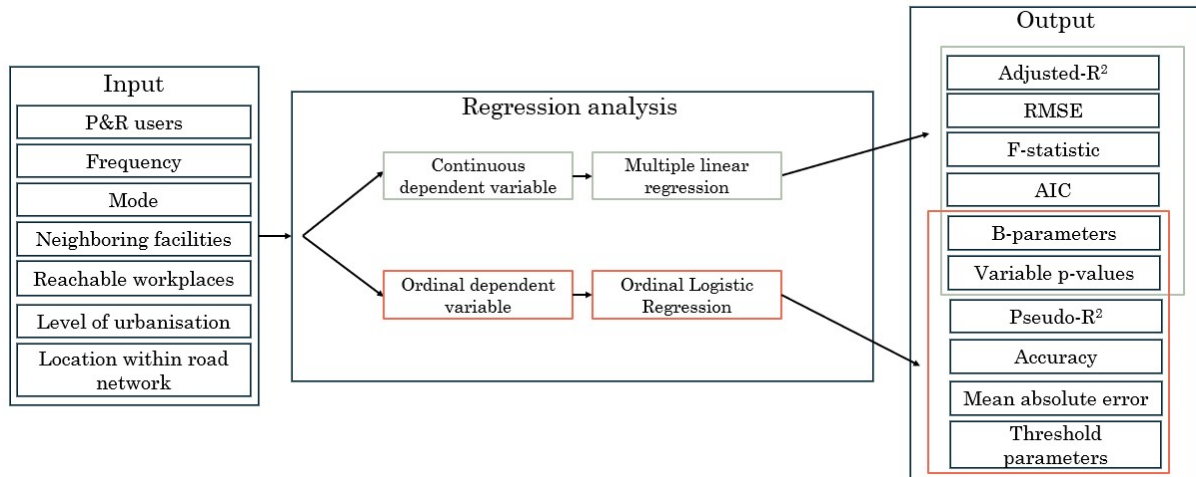 Input
P&R users
Frequency
Mode
Neighboring facilities
Reachable workplaces
Level of urbanisation
Location within road
network
Regression analysis
Continuous
dependent variable
Multiple linear
regression
Ordinal dependent
variable
Ordinal Logistic
Regression
Output
Adjusted-R²
RMSE
F-statistic
AIC
B-parameters
Variable p-values
Pseudo-R²
Accuracy
Mean absolute error
Threshold
parameters